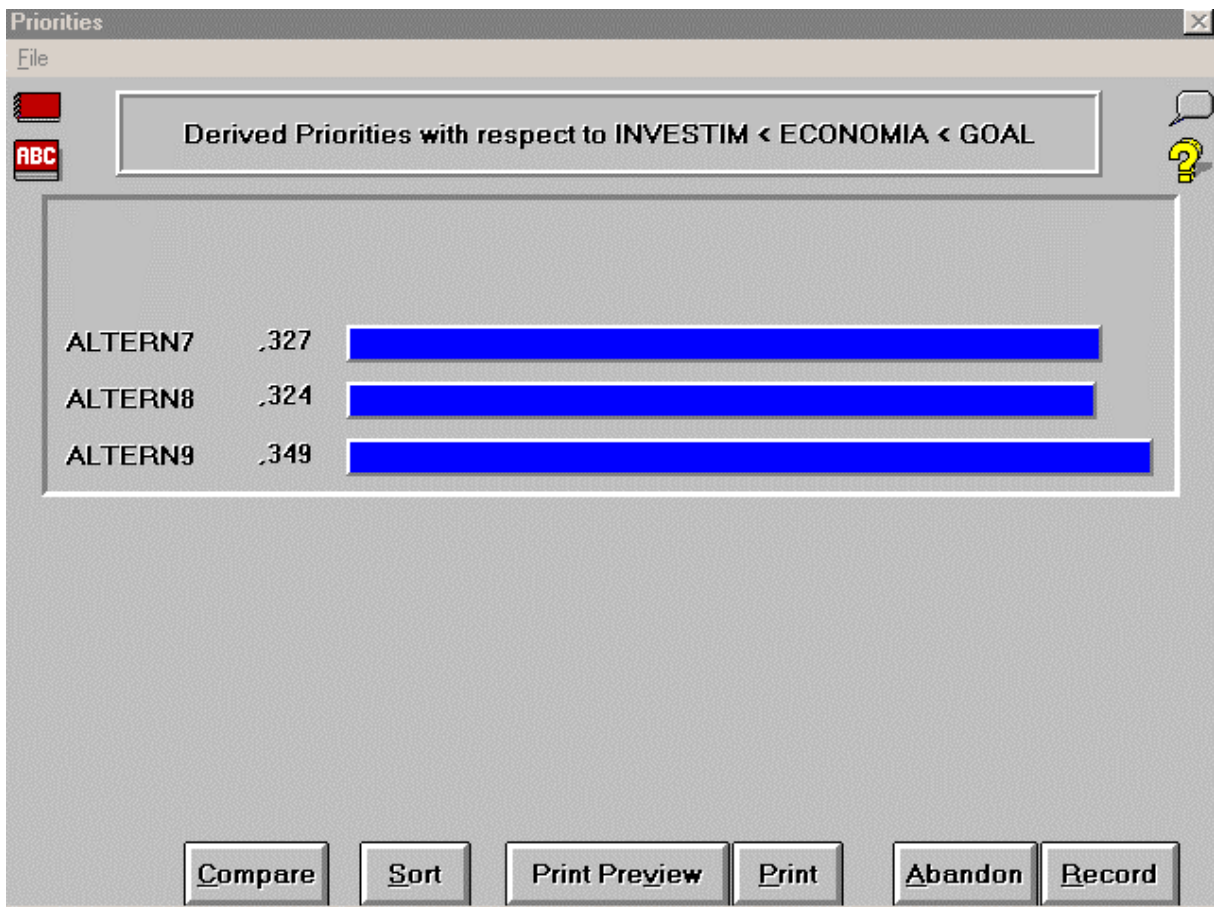 Priorities
File
ABC
Derived Priorities with respect to INVESTIM < ECONOMIA < GOAL
?
ALTERN7 ,327
ALTERN8 ,324
ALTERN9 ,349
Compare Sort Print Preview Print Abandon Record